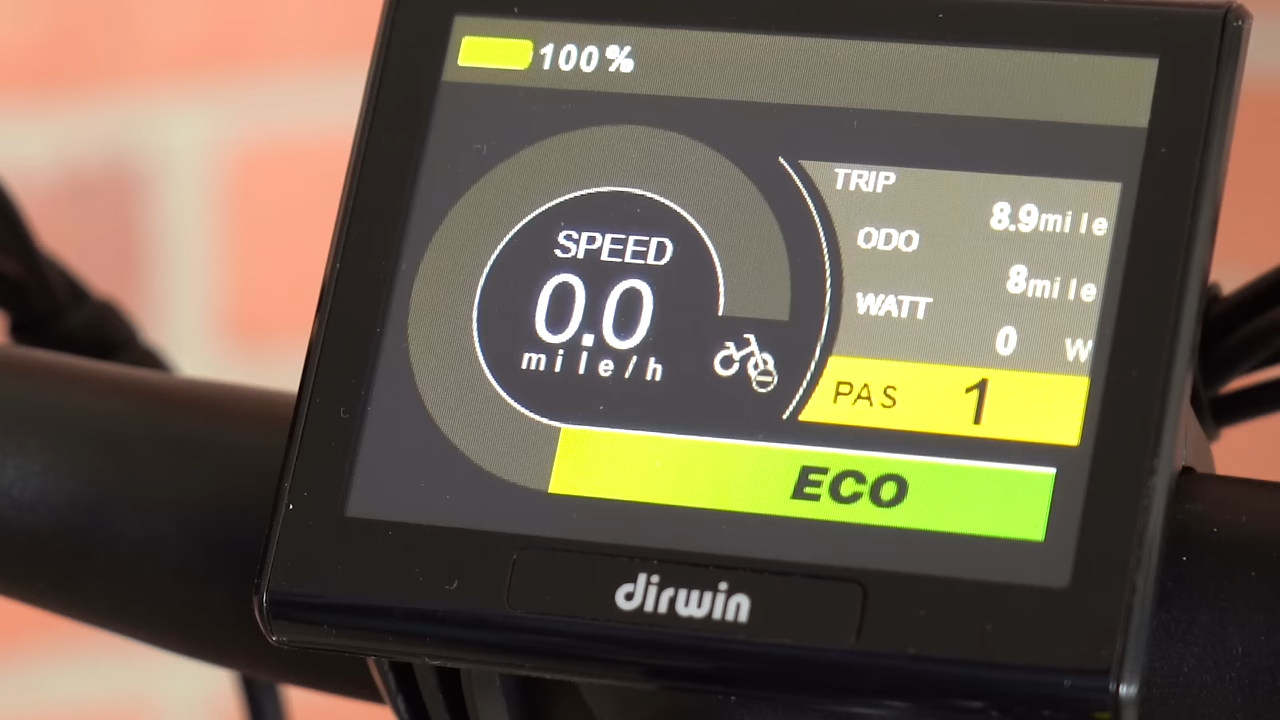 100%
SPEED
0.0
mile/h
TRIP
8.9mile
ODO
8mile
WATT
0 W
PAS 1
ECO
dirwin